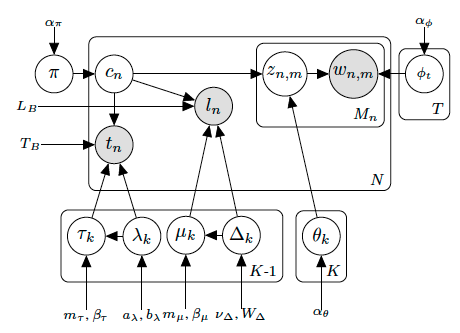 α_π
α_ϕ
π
c_n
z_{n,m}
w_{n,m}
ϕ_t
L_B
l_n
M_n
T
T_B
t_n
N
τ_k
λ_k
μ_k
Δ_k
θ_k
K-1
K
m_τ, β_τ
a_λ, b_λ
m_μ, β_μ
ν_Δ, W_Δ
α_θ